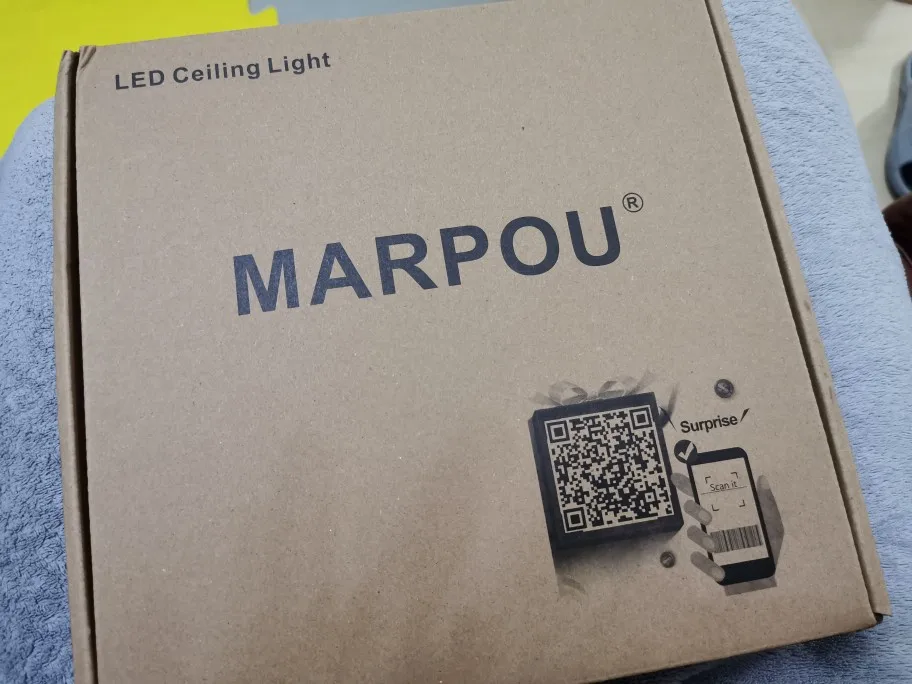 LED Ceiling Light
MARPOU®
Surprise
Scan it